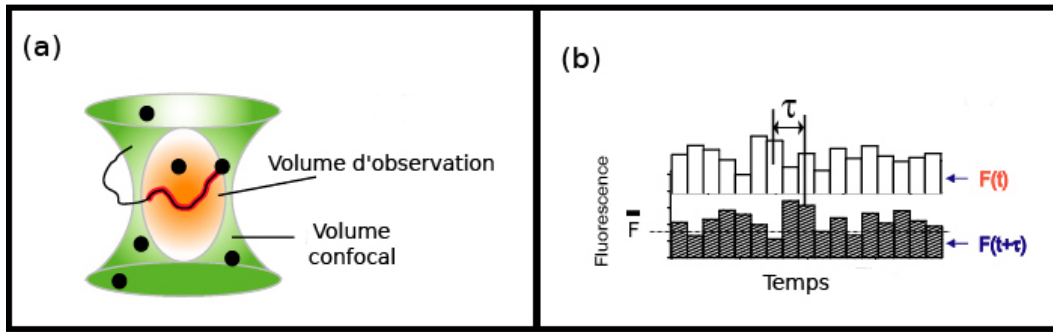 (a)
Volume d'observation
Volume
confocal
(b)
τ
Fluorescence
F(t)
F̄
F(t+τ)
Temps